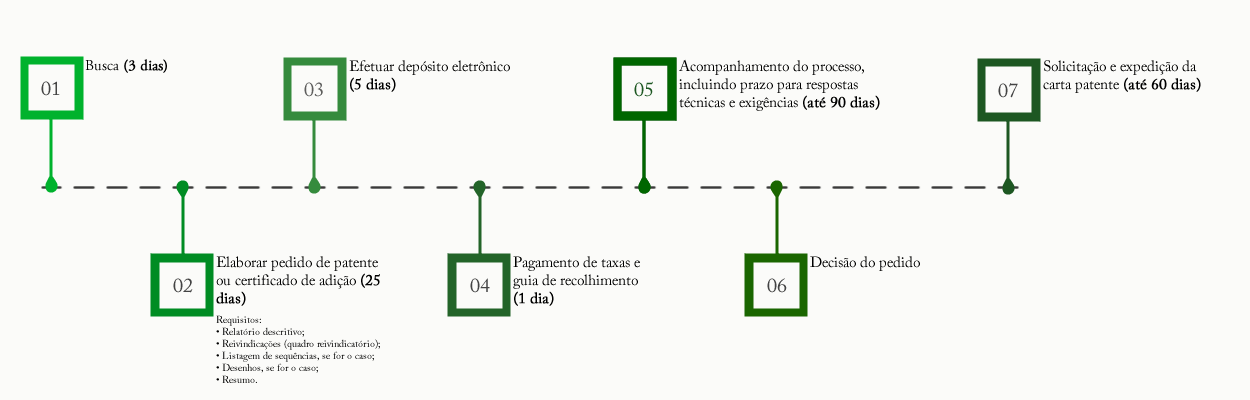 01
Busca (3 dias)
02
Elaborar pedido de patente
ou certificado de adição (25
dias)
Requisitos:
• Relatório descritivo;
• Reivindicações (quadro reivindicatório);
• Listagem de sequências, se for o caso;
• Desenhos, se for o caso;
• Resumo.
03
Efetuar depósito eletrônico
(5 dias)
04
Pagamento de taxas e
guia de recolhimento
(1 dia)
05
Acompanhamento do processo,
incluindo prazo para respostas
técnicas e exigências (até 90 dias)
06
Decisão do pedido
07
Solicitação e expedição da
carta patente (até 60 dias)